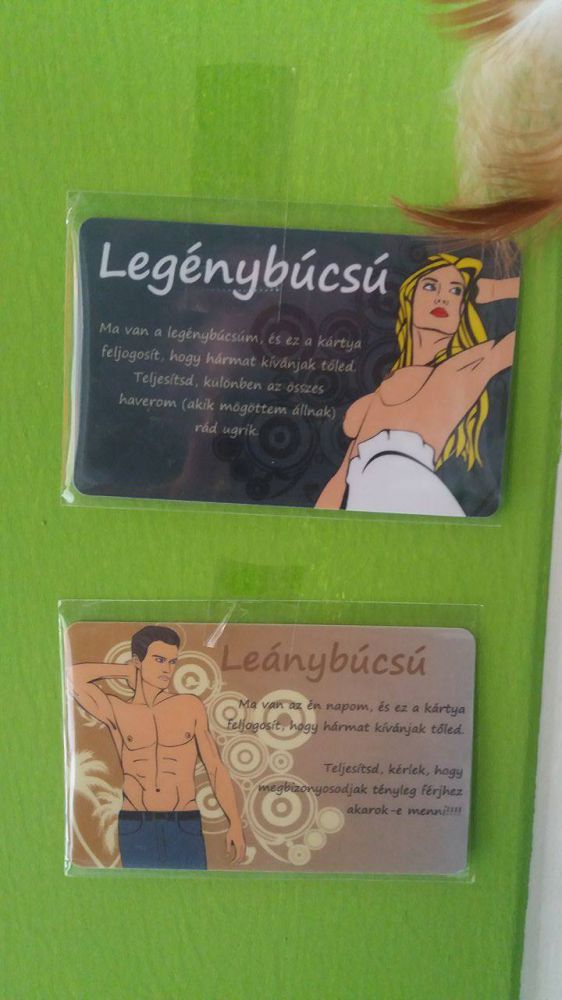 Legénybúcsú
Ma van a legénybúcsúm, és ez a kártya
feljogosít, hogy hármat kívánjak tőled.
Teljesítsd, kulonben az összes
haverom (akik mögöttem állnak)
rád ugrik.
Leánybúcsú
Ma van az én napom, és ez a kártya
feljogosít, hogy hármat kívánjak tőled.
Teljesítsd, kérlek, hogy
megbizonyosodjak tényleg férjhez
akarok-e menni!!!!